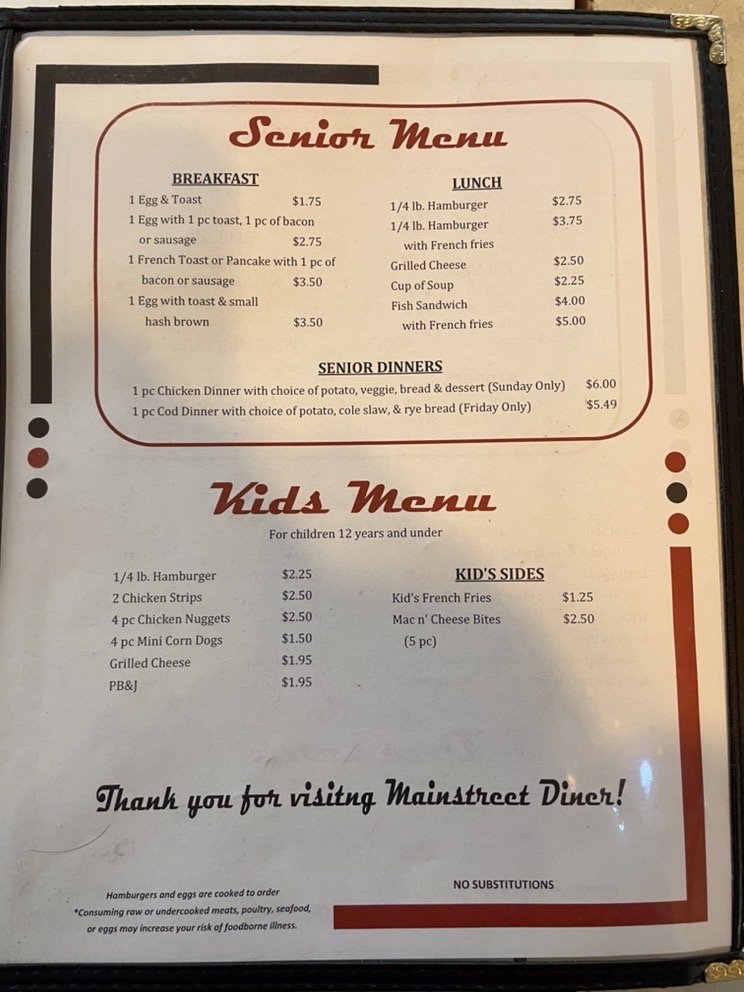 Senior Menu
BREAKFAST
1 Egg & Toast $1.75
1 Egg with 1 pc toast, 1 pc of bacon
or sausage $2.75
1 French Toast or Pancake with 1 pc of
bacon or sausage $3.50
1 Egg with toast & small
hash brown $3.50
LUNCH
1/4 lb. Hamburger $2.75
1/4 lb. Hamburger $3.75
with French fries
Grilled Cheese $2.50
Cup of Soup $2.25
Fish Sandwich $4.00
with French fries $5.00
SENIOR DINNERS
1 pc Chicken Dinner with choice of potato, veggie, bread & dessert (Sunday Only) $6.00
1 pc Cod Dinner with choice of potato, cole slaw, & rye bread (Friday Only) $5.49
Kids Menu
For children 12 years and under
1/4 lb. Hamburger $2.25
2 Chicken Strips $2.50
4 pc Chicken Nuggets $2.50
4 pc Mini Corn Dogs $1.50
Grilled Cheese $1.95
PB&J $1.95
KID'S SIDES
Kid's French Fries $1.25
Mac n' Cheese Bites $2.50
(5 pc)
Thank you for visitng Mainstreet Diner!
Hamburgers and eggs are cooked to order
*Consuming raw or undercooked meats, poultry, seafood,
or eggs may increase your risk of foodborne illness.
NO SUBSTITUTIONS